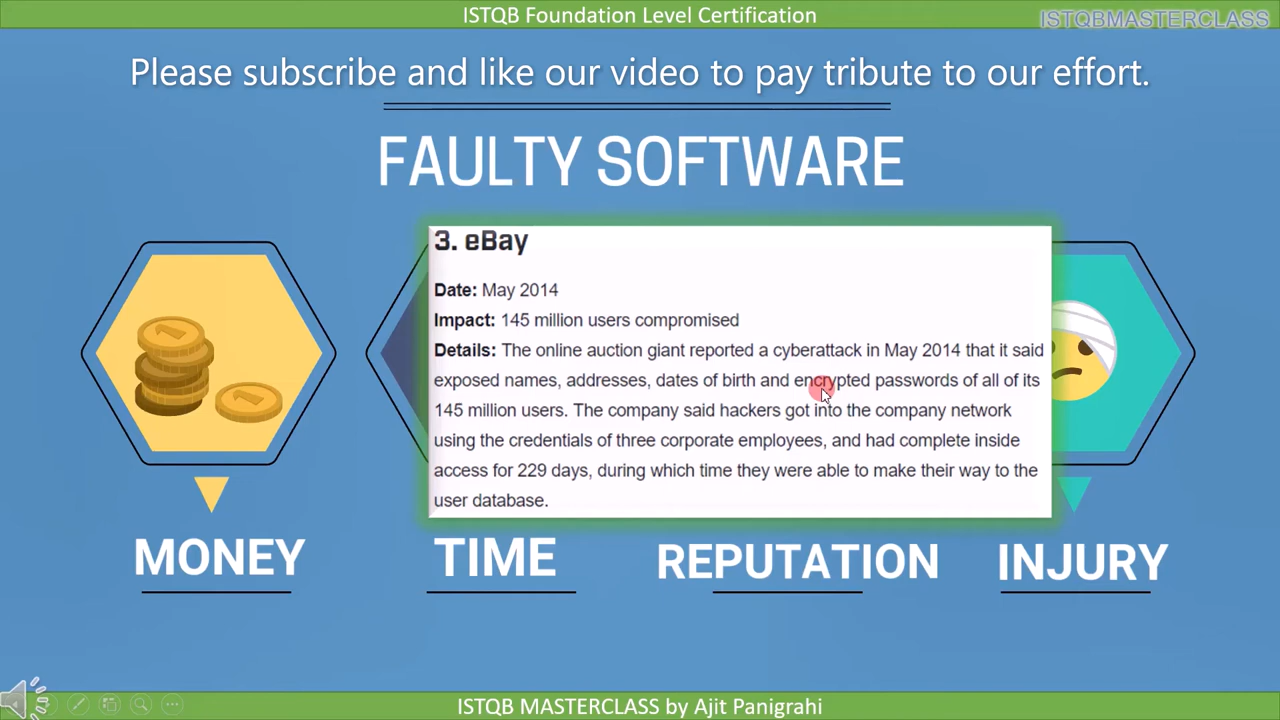 ISTQB Foundation Level Certification
ISTQBMASTERCLASS
Please subscribe and like our video to pay tribute to our effort.
FAULTY SOFTWARE
3. eBay
Date: May 2014
Impact: 145 million users compromised
Details: The online auction giant reported a cyberattack in May 2014 that it said
exposed names, addresses, dates of birth and encrypted passwords of all of its
145 million users. The company said hackers got into the company network
using the credentials of three corporate employees, and had complete inside
access for 229 days, during which time they were able to make their way to the
user database.
MONEY
TIME
REPUTATION
INJURY
ISTQB MASTERCLASS by Ajit Panigrahi